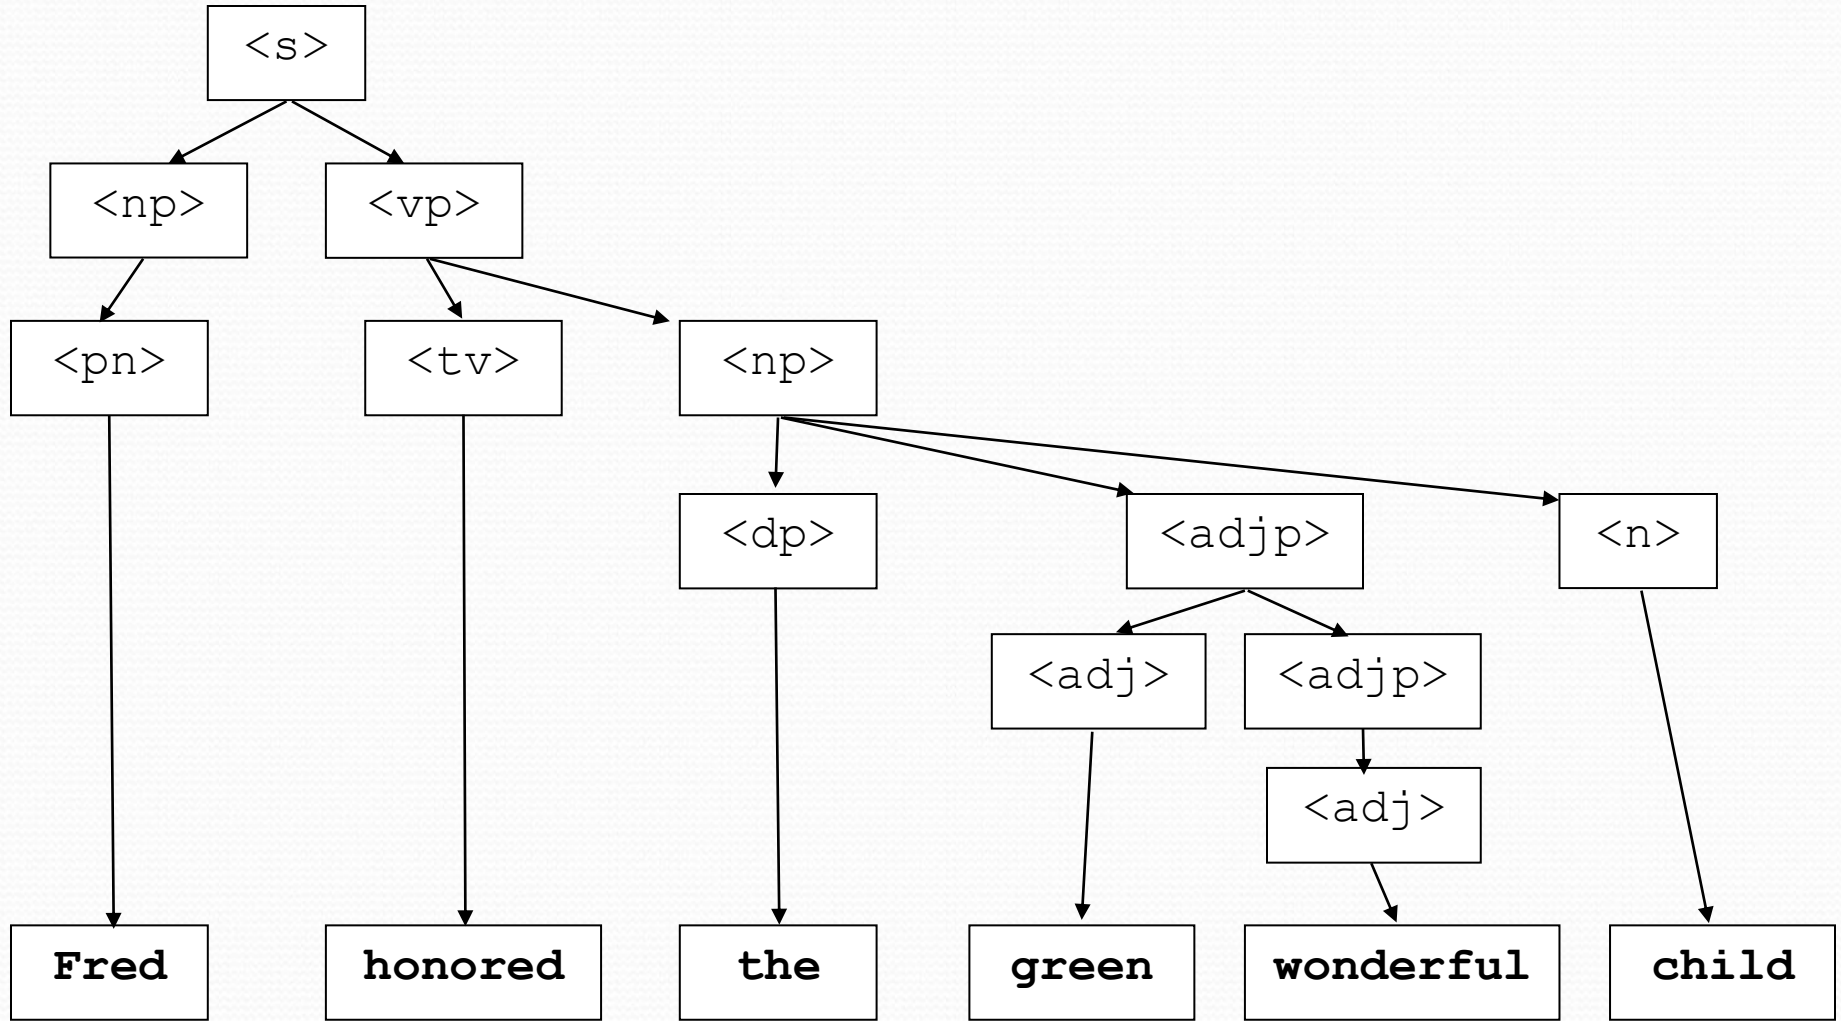 <s>
<np> <vp>
<pn> <tv> <np>
<dp> <adjp> <n>
<adj> <adjp>
<adj>
Fred honored the green wonderful child